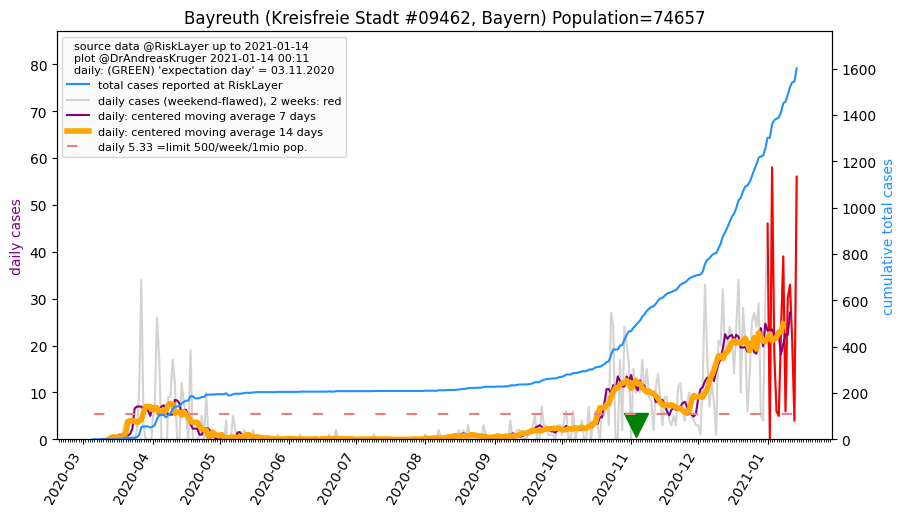 Bayreuth (Kreisfreie Stadt #09462, Bayern) Population=74657
source data @RiskLayer up to 2021-01-14
plot @DrAndreasKruger 2021-01-14 00:11
daily: (GREEN) 'expectation day' = 03.11.2020
total cases reported at RiskLayer
daily cases (weekend-flawed), 2 weeks: red
daily: centered moving average 7 days
daily: centered moving average 14 days
daily 5.33 =limit 500/week/1mio pop.
daily cases
80
70
60
50
40
30
20
10
0
cumulative total cases
1600
1400
1200
1000
800
600
400
200
0
2020-03
2020-04
2020-05
2020-06
2020-07
2020-08
2020-09
2020-10
2020-11
2020-12
2021-01